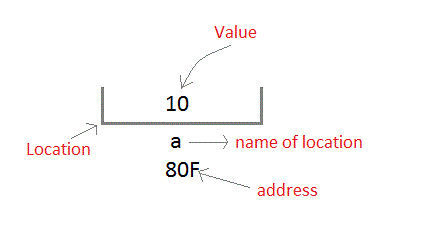 Value
10
Location
a
name of location
80F
address